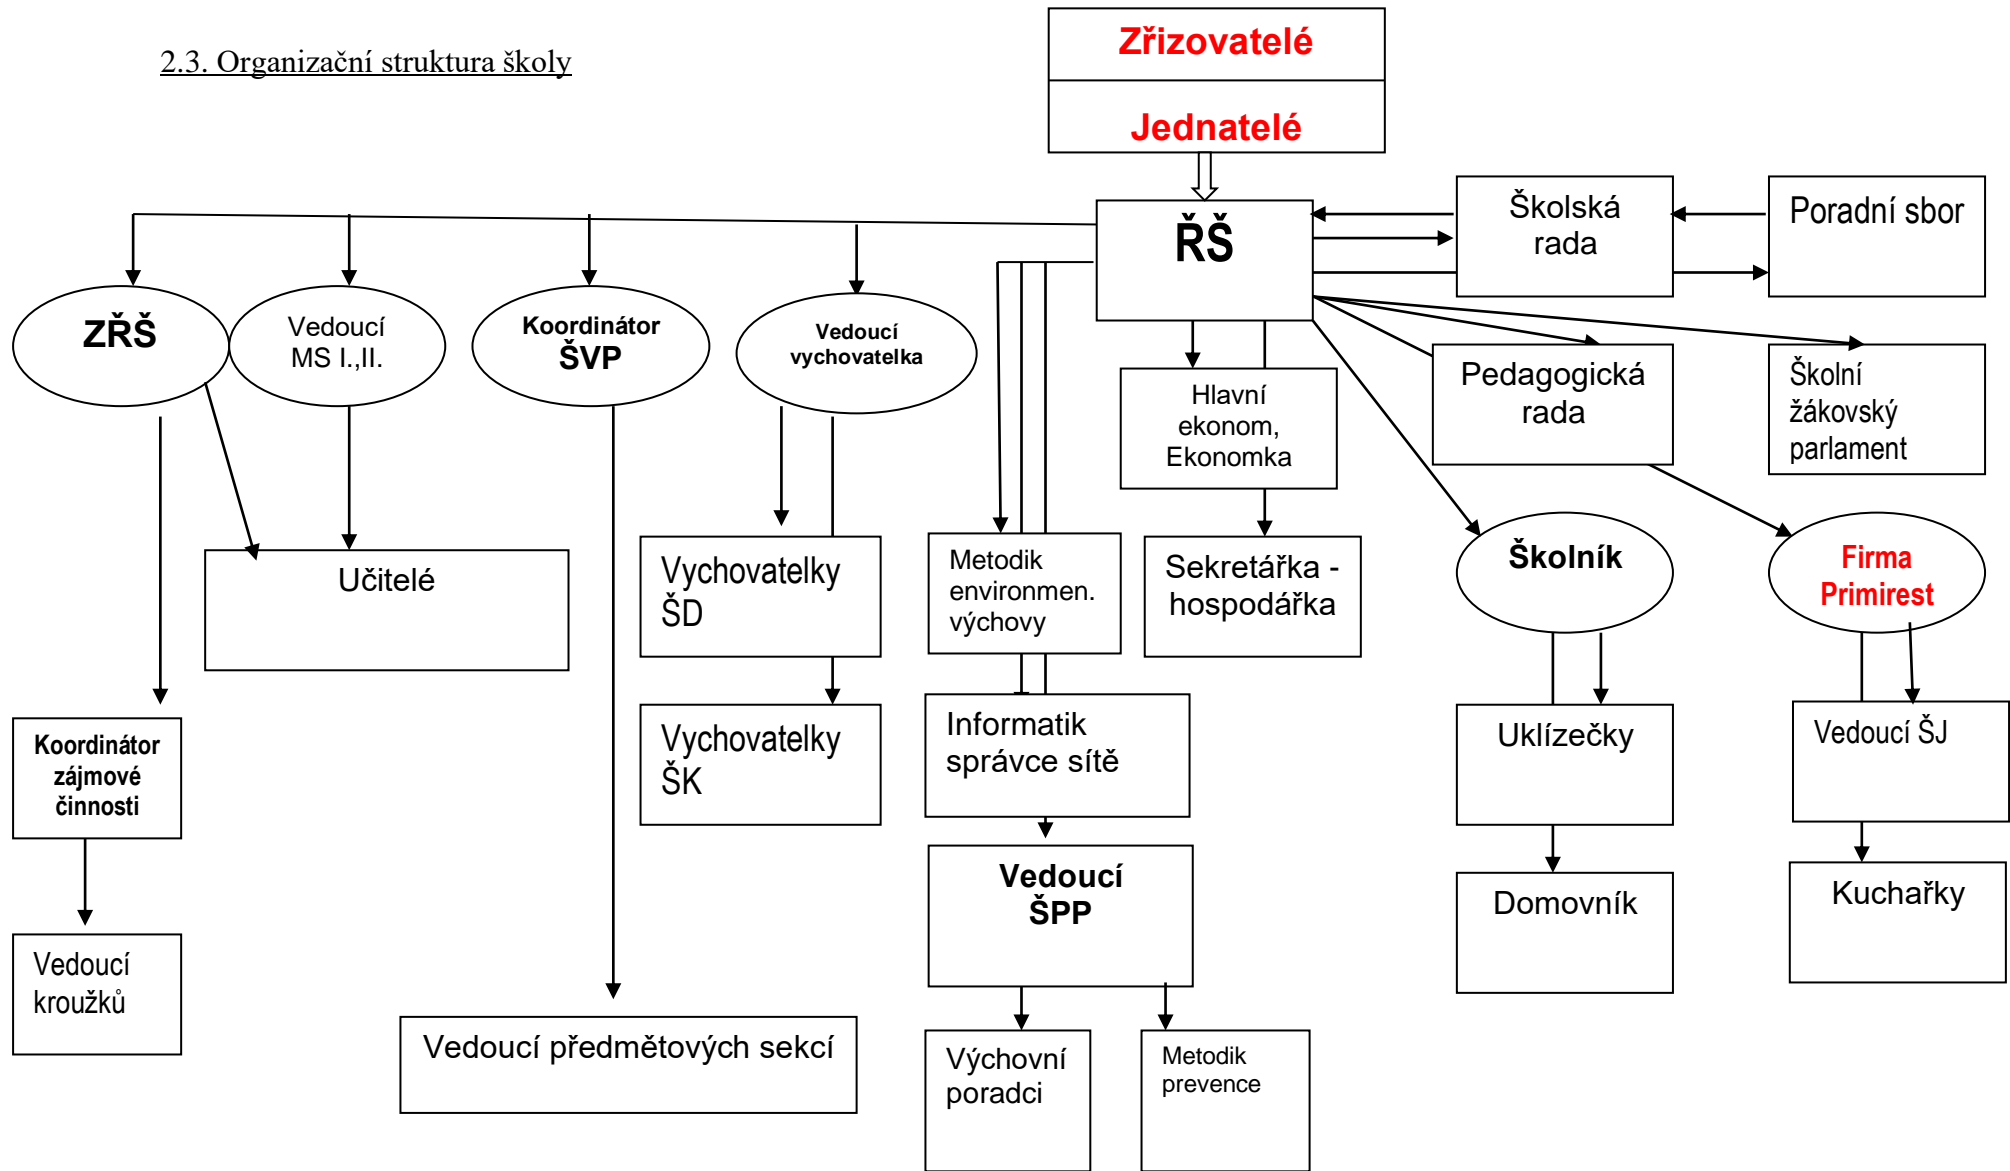 2.3. Organizační struktura školy
Zřizovatelé
Jednatelé
ŘŠ
Školská
rada
Poradní sbor
ZŘŠ
Vedoucí
MS I.,II.
Koordinátor
ŠVP
Vedoucí
vychovatelka
Hlavní
ekonom,
Ekonomka
Pedagogická
rada
Školní
žákovský
parlament
Učitelé
Vychovatelky
ŠD
Metodik
environmen.
výchovy
Sekretářka -
hospodářka
Školník
Firma
Primirest
Koordinátor
zájmové
činnosti
Vychovatelky
ŠK
Informatik
správce sítě
Uklízečky
Vedoucí ŠJ
Vedoucí
ŠPP
Domovník
Kuchařky
Vedoucí
kroužků
Vedoucí předmětových sekcí
Výchovní
poradci
Metodik
prevence